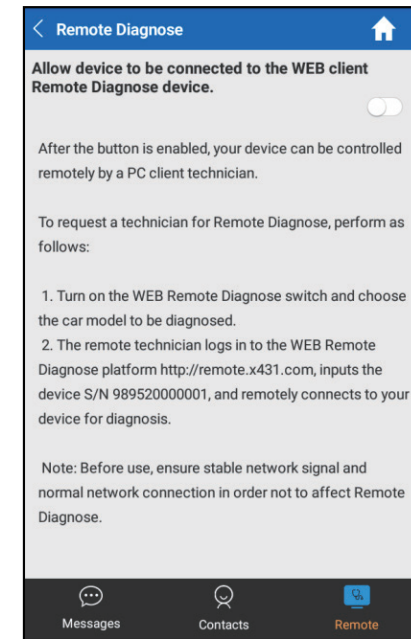 Remote Diagnose
Allow device to be connected to the WEB client
Remote Diagnose device.
After the button is enabled, your device can be controlled
remotely by a PC client technician.
To request a technician for Remote Diagnose, perform as
follows:
1. Turn on the WEB Remote Diagnose switch and choose
the car model to be diagnosed.
2. The remote technician logs in to the WEB Remote
Diagnose platform http://remote.x431.com, inputs the
device S/N 989520000001, and remotely connects to your
device for diagnosis.
Note: Before use, ensure stable network signal and
normal network connection in order not to affect Remote
Diagnose.
Messages Contacts Remote